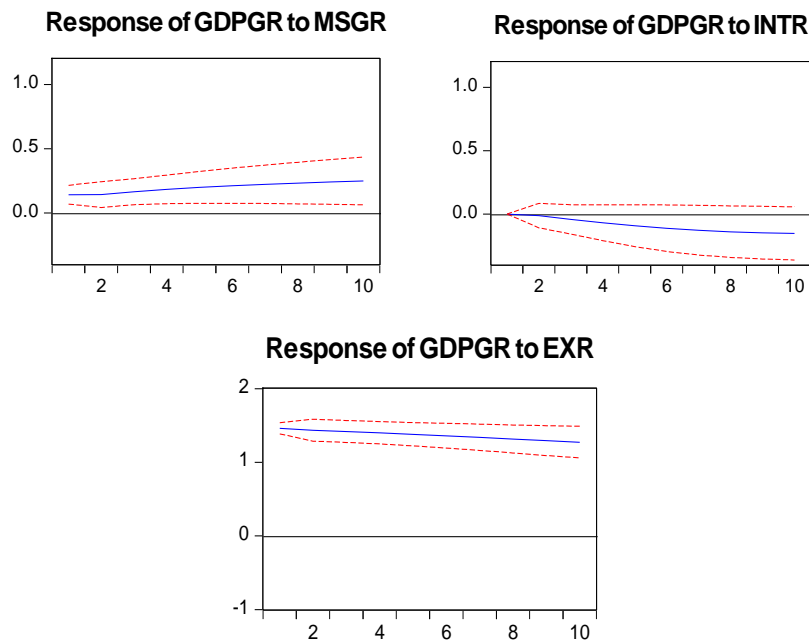 Response of GDPGR to MSGR
1.0
0.5
0.0
2 4 6 8 10
Response of GDPGR to INTR
1.0
0.5
0.0
2 4 6 8 10
Response of GDPGR to EXR
2
1
0
-1
2 4 6 8 10